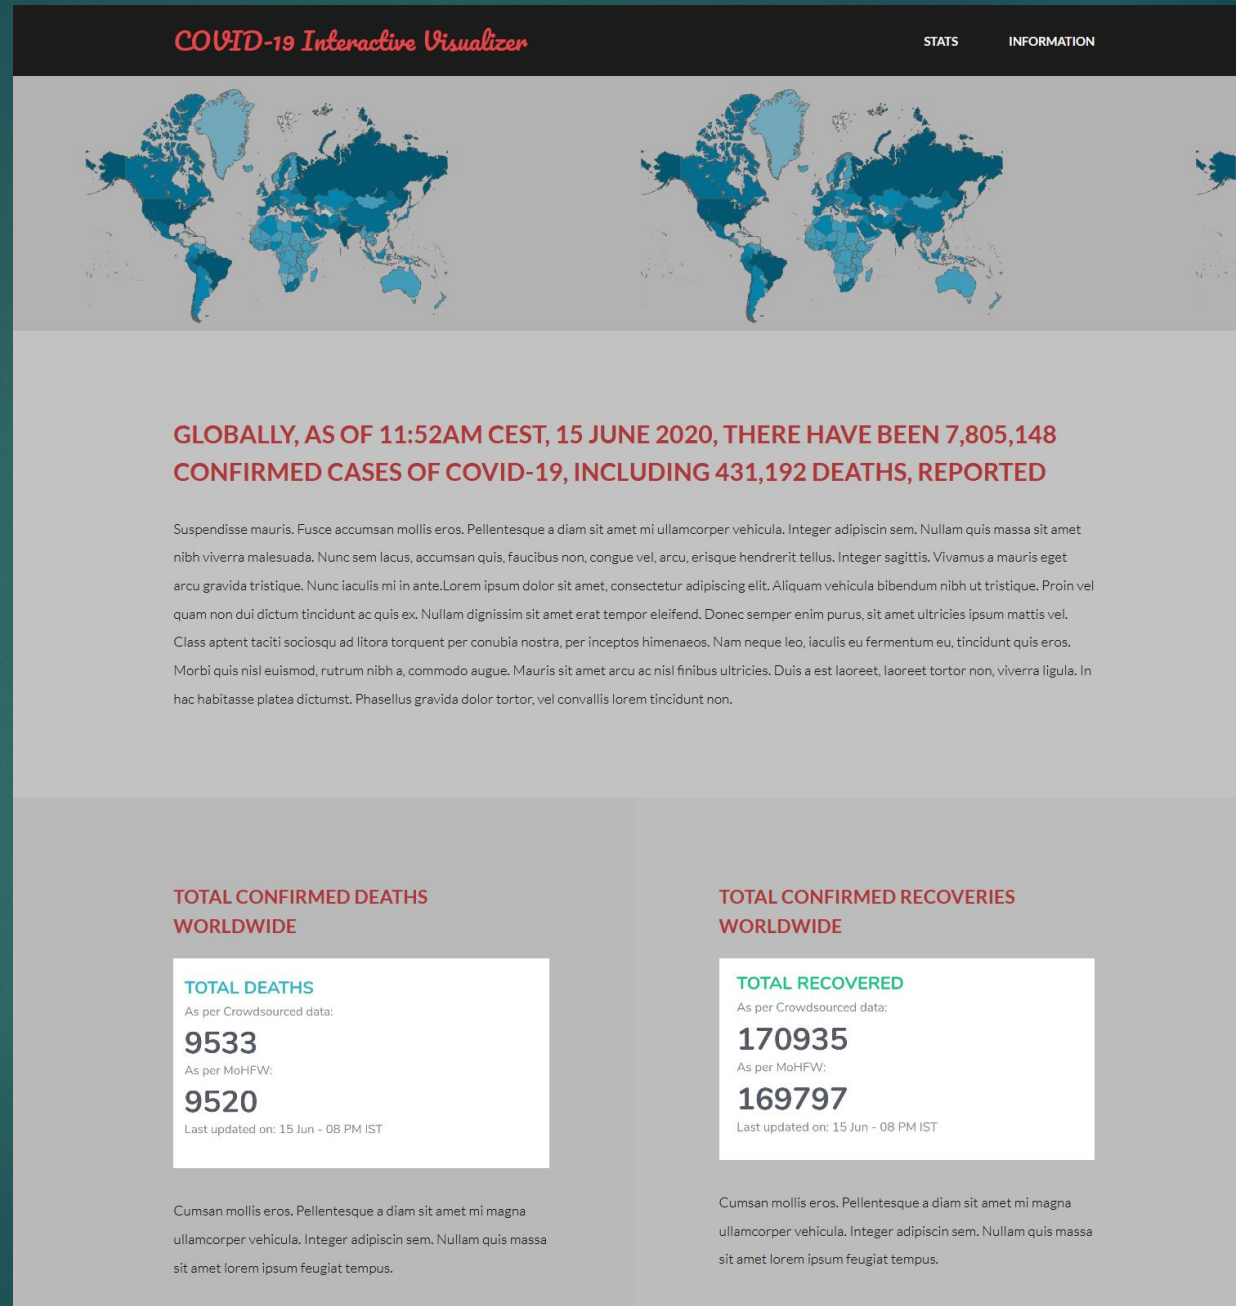 COVID-19 Interactive Visualizer
STATS
INFORMATION
GLOBALLY, AS OF 11:52AM CEST, 15 JUNE 2020, THERE HAVE BEEN 7,805,148
CONFIRMED CASES OF COVID-19, INCLUDING 431,192 DEATHS, REPORTED
Suspendisse mauris. Fusce accumsan mollis eros. Pellentesque a diam sit amet mi ullamcorper vehicula. Integer adipiscin sem. Nullam quis massa sit amet
nibh viverra malesuada. Nunc sem lacus, accumsan quis, faucibus non, congue vel, arcu, erisque hendrerit tellus. Integer sagittis. Vivamus a mauris eget
arcu gravida tristique. Nunc iaculis mi in ante.Lorem ipsum dolor sit amet, consectetur adipiscing elit. Aliquam vehicula bibendum nibh ut tristique. Proin vel
quam non dui dictum tincidunt ac quis ex. Nullam dignissim sit amet erat tempor eleifend. Donec semper enim purus, sit amet ultricies ipsum mattis vel.
Class aptent taciti sociosqu ad litora torquent per conubia nostra, per inceptos himenaeos. Nam neque leo, iaculis eu fermentum eu, tincidunt quis eros.
Morbi quis nisl euismod, rutrum nibh a, commodo augue. Mauris sit amet arcu ac nisl finibus ultricies. Duis a est laoreet, laoreet tortor non, viverra ligula. In
hac habitasse platea dictumst. Phasellus gravida dolor tortor, vel convallis lorem tincidunt non.
TOTAL CONFIRMED DEATHS
WORLDWIDE
TOTAL DEATHS
As per Crowdsourced data:
9533
As per MoHFW:
9520
Last updated on: 15 Jun - 08 PM IST
Cumsan mollis eros. Pellentesque a diam sit amet mi magna
ullamcorper vehicula. Integer adipiscin sem. Nullam quis massa
sit amet lorem ipsum feugiat tempus.
TOTAL CONFIRMED RECOVERIES
WORLDWIDE
TOTAL RECOVERED
As per Crowdsourced data:
170935
As per MoHFW:
169797
Last updated on: 15 Jun - 08 PM IST
Cumsan mollis eros. Pellentesque a diam sit amet mi magna
ullamcorper vehicula. Integer adipiscin sem. Nullam quis massa
sit amet lorem ipsum feugiat tempus.